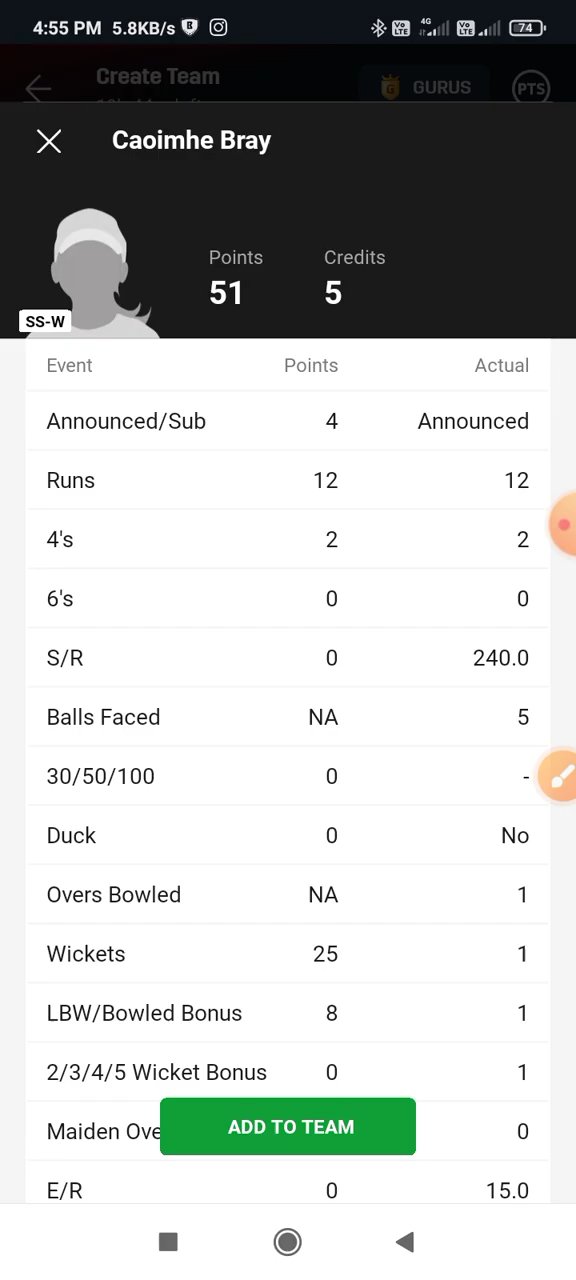 4:55 PM 5.8KB/s 4G 74
Create Team GURUS PTS
Caoimhe Bray
Points Credits
51 5
SS-W
Event Points Actual
Announced/Sub 4 Announced
Runs 12 12
4's 2 2
6's 0 0
S/R 0 240.0
Balls Faced NA 5
30/50/100 0 -
Duck 0 No
Overs Bowled NA 1
Wickets 25 1
LBW/Bowled Bonus 8 1
2/3/4/5 Wicket Bonus 0 1
Maiden Ove 0
ADD TO TEAM
E/R 0 15.0